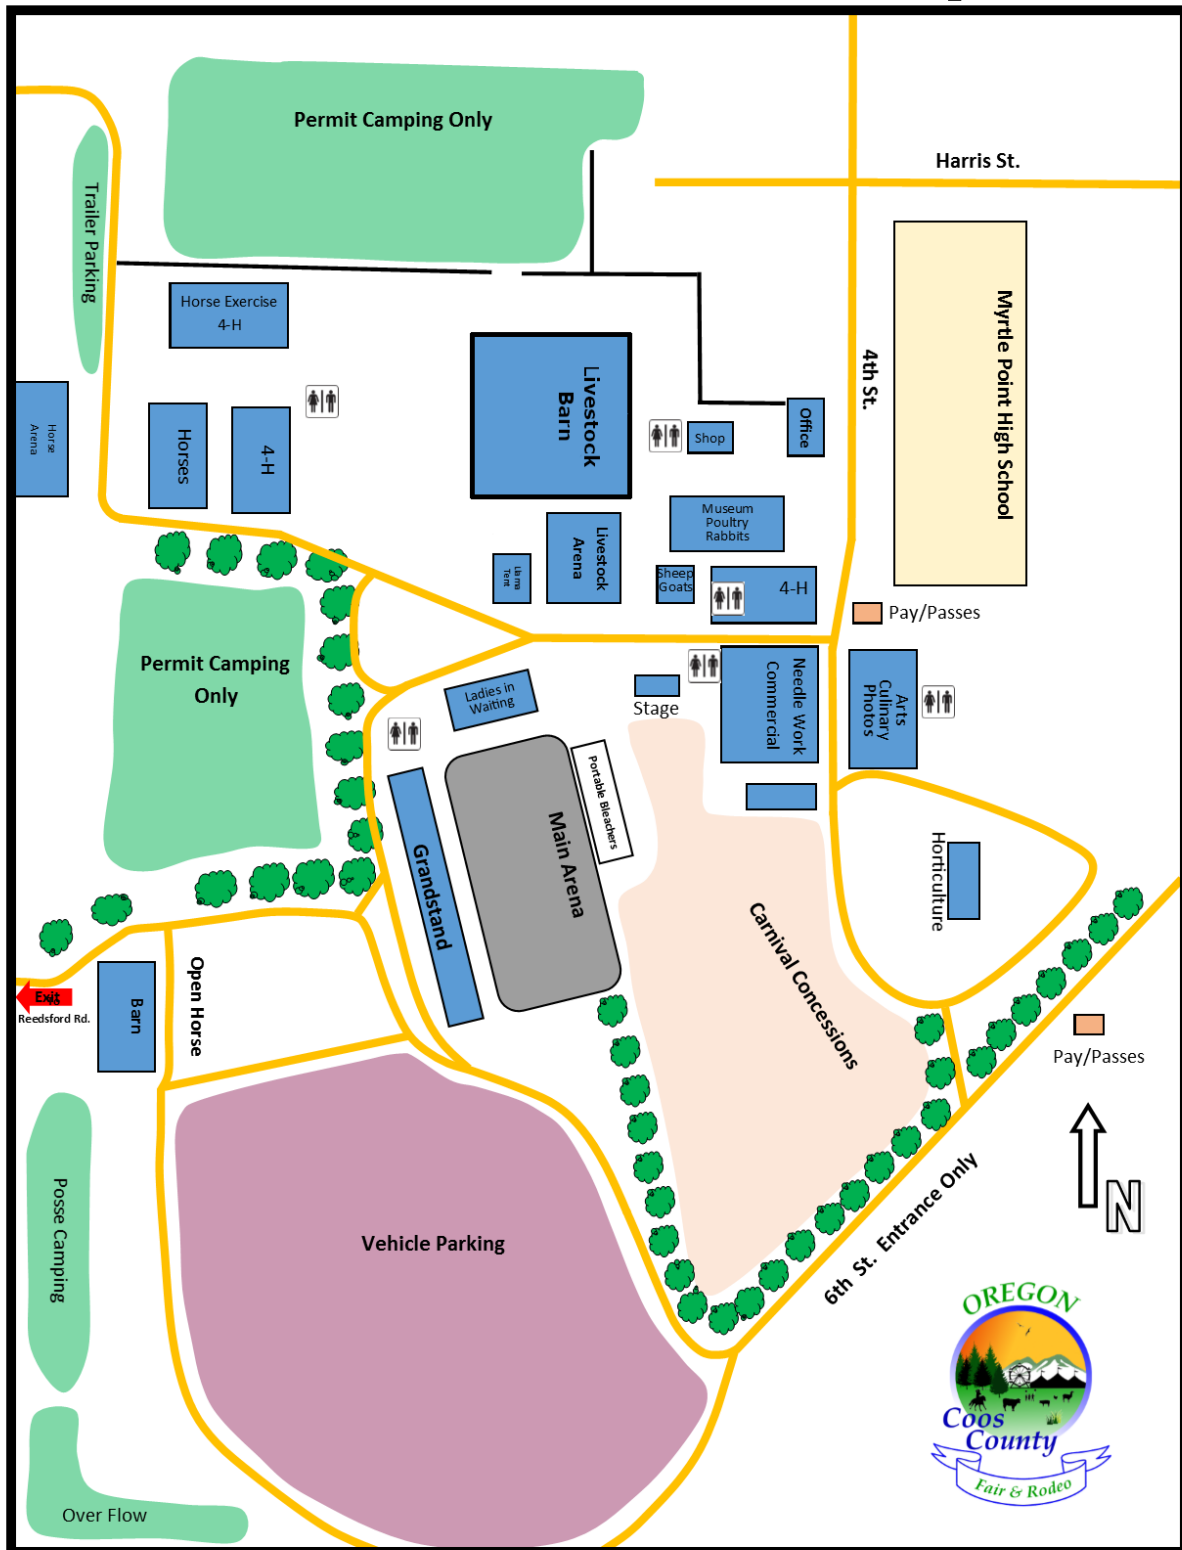 Permit Camping Only
Harris St.
Trailer Parking
Horse Exercise
4-H
Myrtle Point High School
4th St.
Livestock
Barn
Horse
Arena
Horses
4-H
Shop
Office
Museum
Poultry
Rabbits
Livestock
Arena
Llama
Tent
Sheep
Goats
4-H
Pay/Passes
Permit Camping
Only
Ladies in
Waiting
Stage
Needle Work
Commercial
Arts
Culinary
Photos
Portable Bleachers
Main Arena
Grandstand
Horticulture
Carnival Concessions
Open Horse
Barn
Exit
Reedsford Rd.
Pay/Passes
N
6th St. Entrance Only
Posse Camping
Vehicle Parking
Over Flow
OREGON
Coos
County
Fair & Rodeo